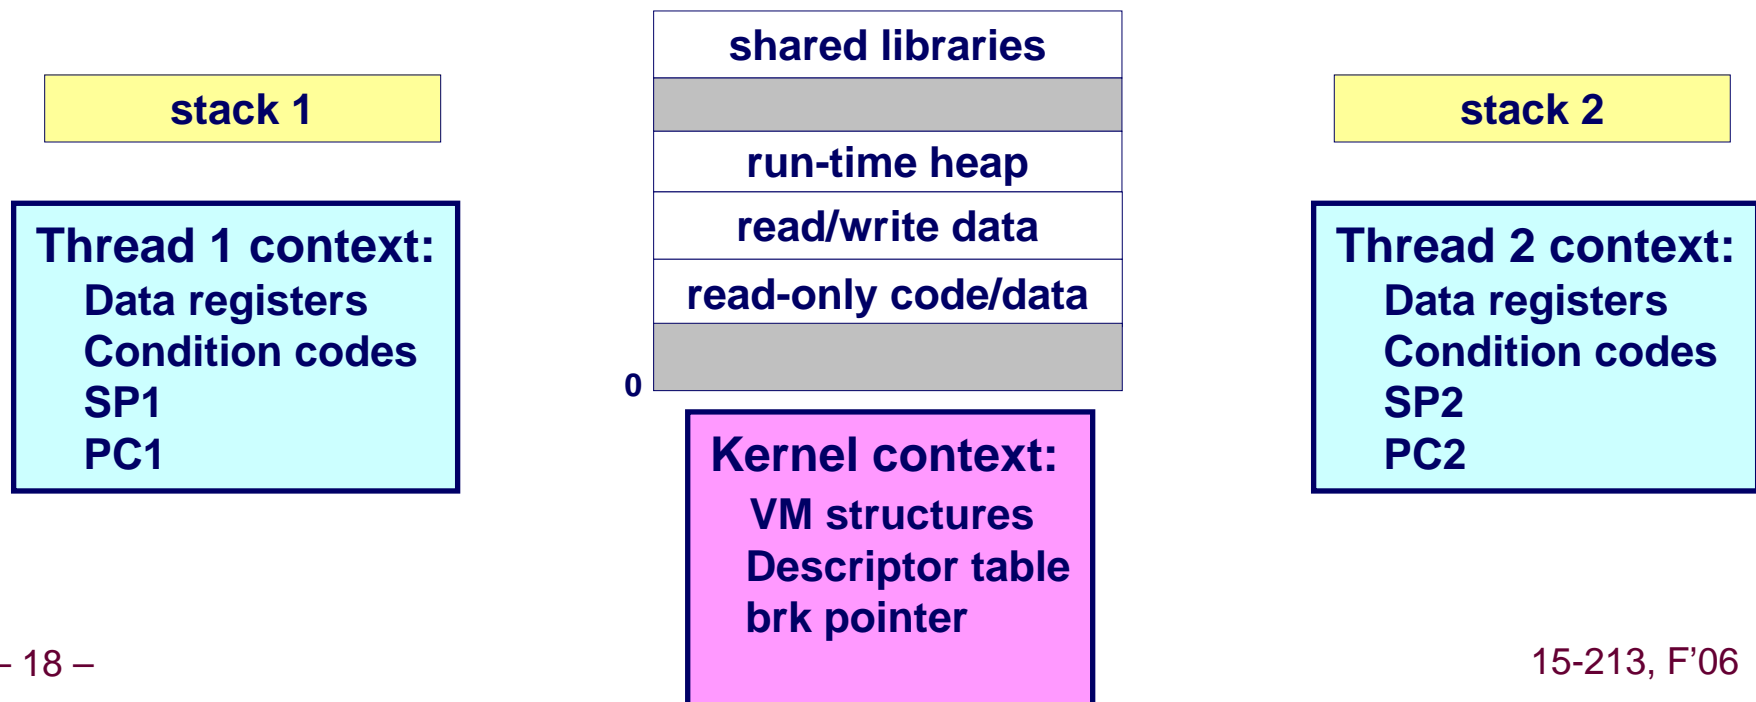 stack 1
Thread 1 context:
Data registers
Condition codes
SP1
PC1
shared libraries
run-time heap
read/write data
read-only code/data
0
Kernel context:
VM structures
Descriptor table
brk pointer
stack 2
Thread 2 context:
Data registers
Condition codes
SP2
PC2
– 18 –
15-213, F’06